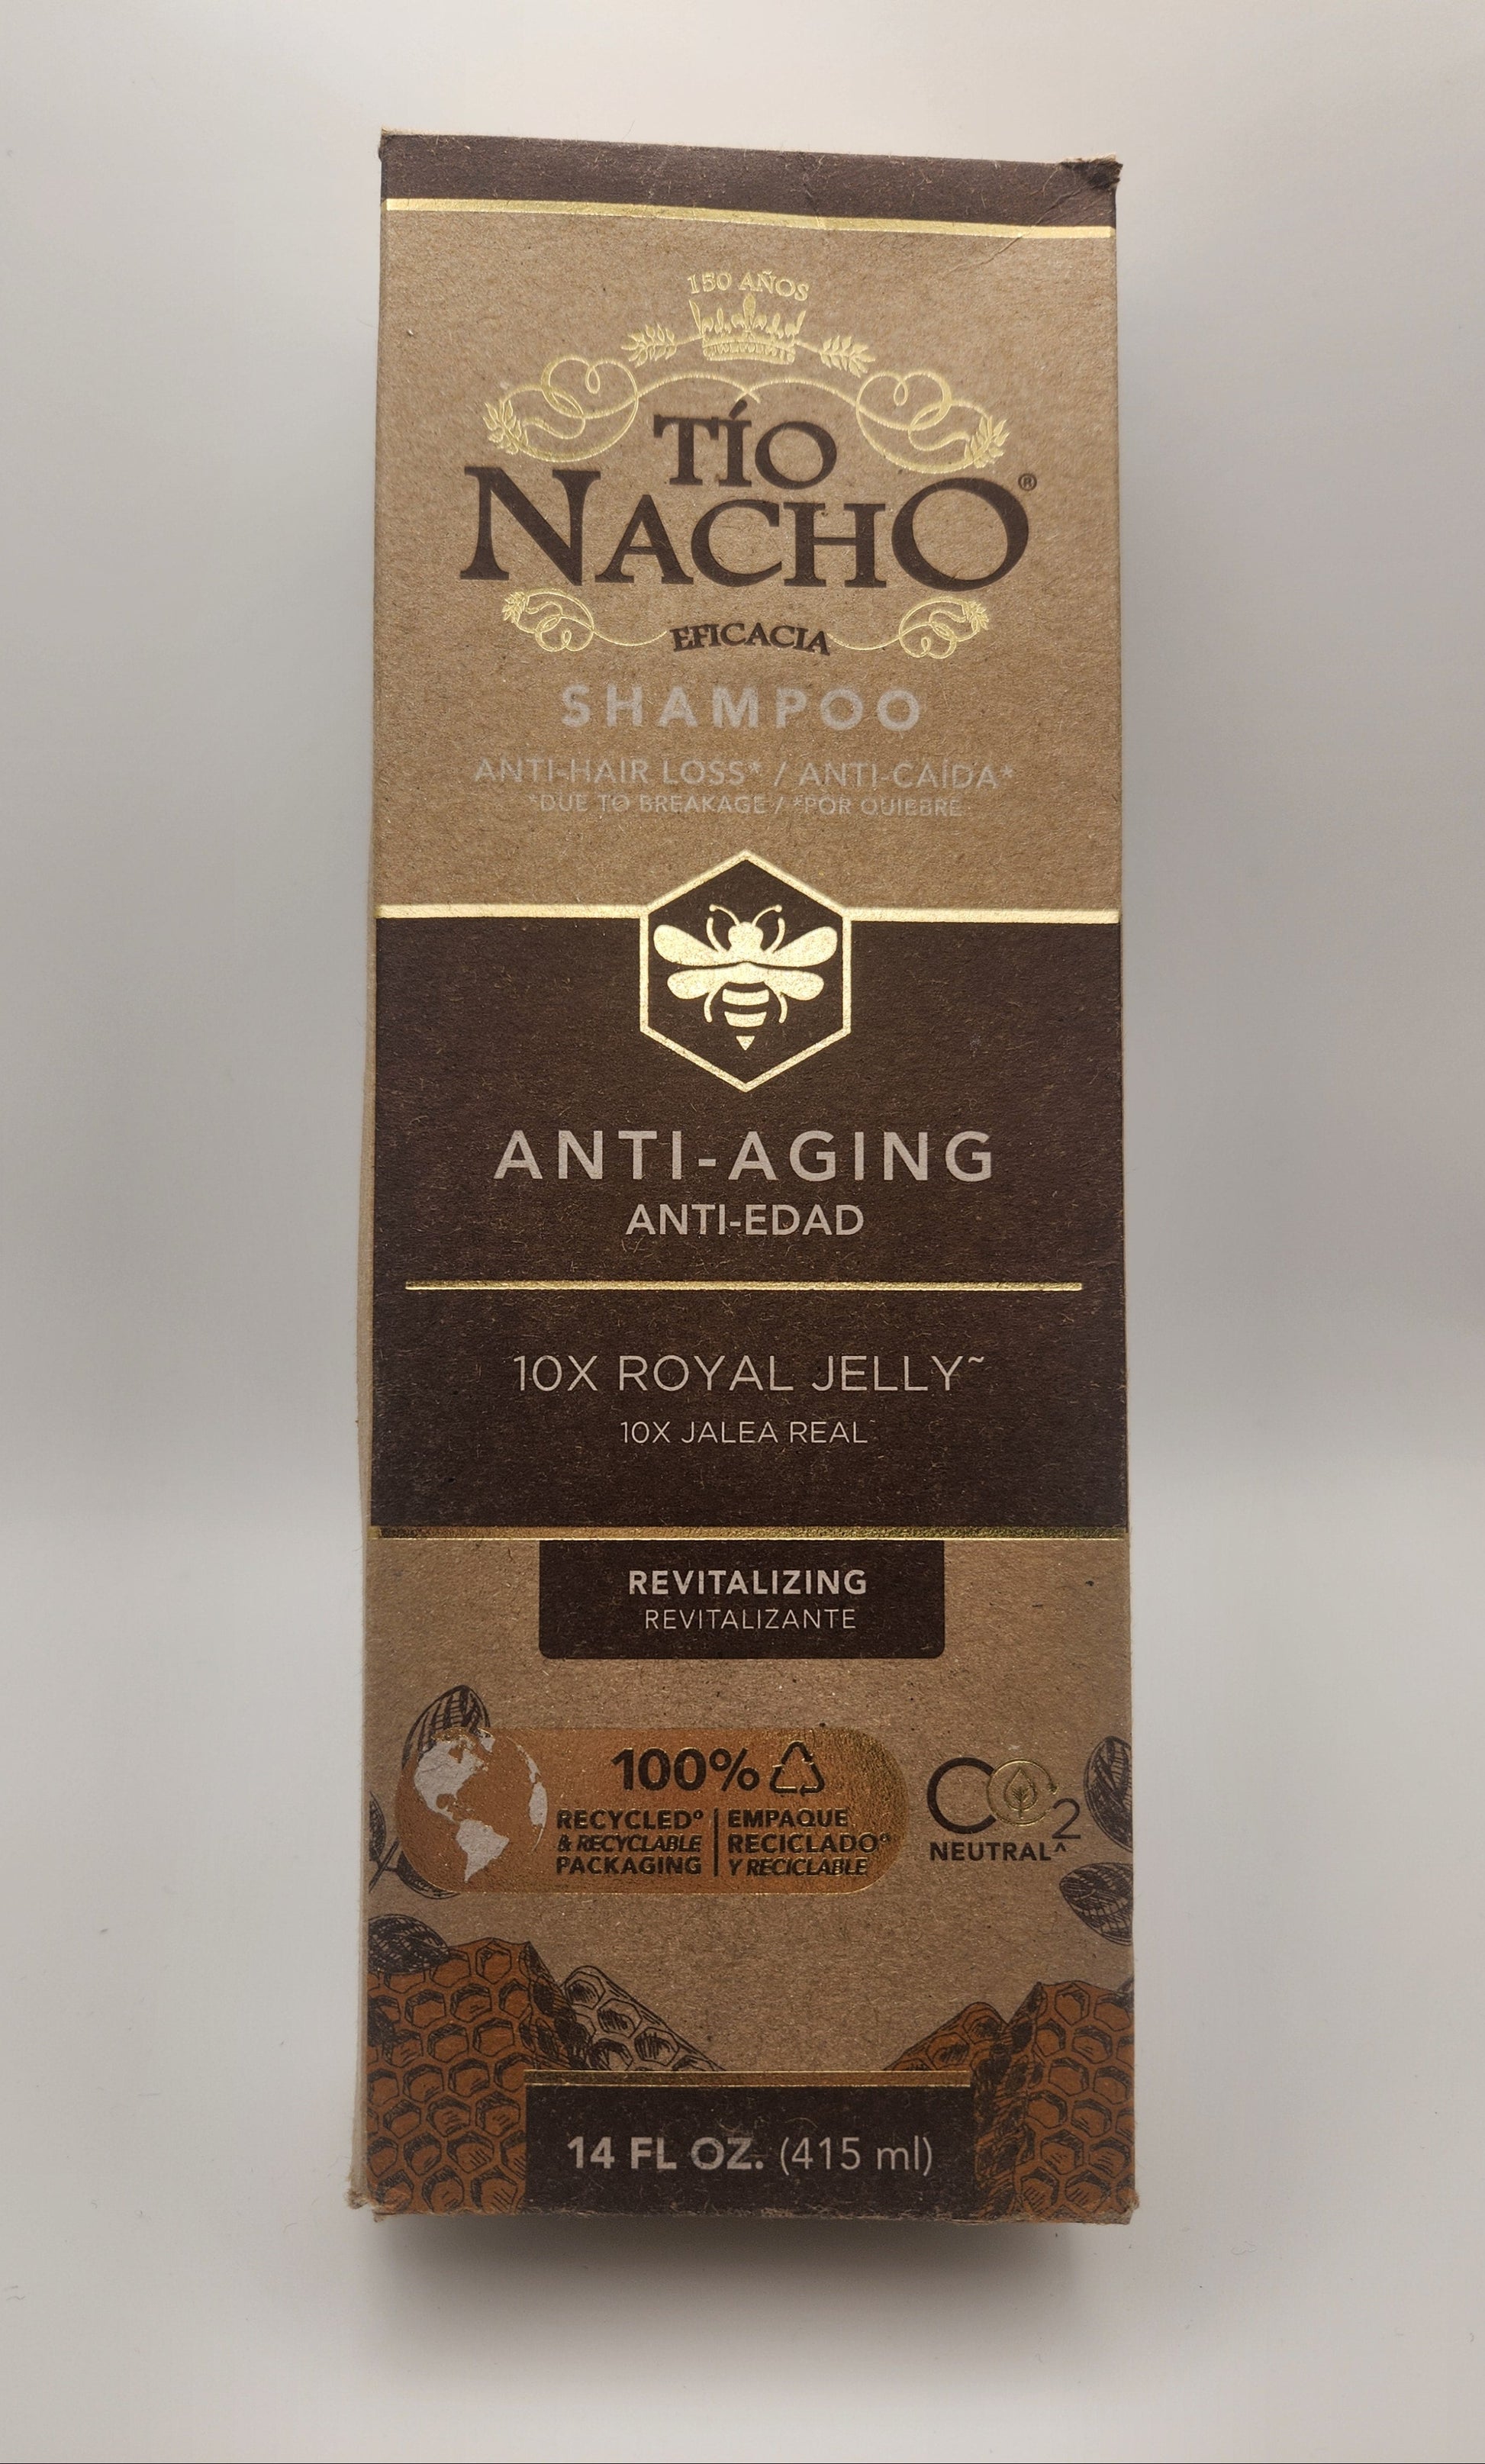 150 AÑOS
TÍO
NACHO®
EFICACIA
SHAMPOO
ANTI-HAIR LOSS* / ANTI-CAÍDA*
*DUE TO BREAKAGE / *POR QUIEBRE
ANTI-AGING
ANTI-EDAD
10X ROYAL JELLY~
10X JALEA REAL~
REVITALIZING
REVITALIZANTE
100%
RECYCLED°
& RECYCLABLE
PACKAGING
EMPAQUE
RECICLADO°
Y RECICLABLE
CO2
NEUTRAL^
14 FL OZ. (415 ml)